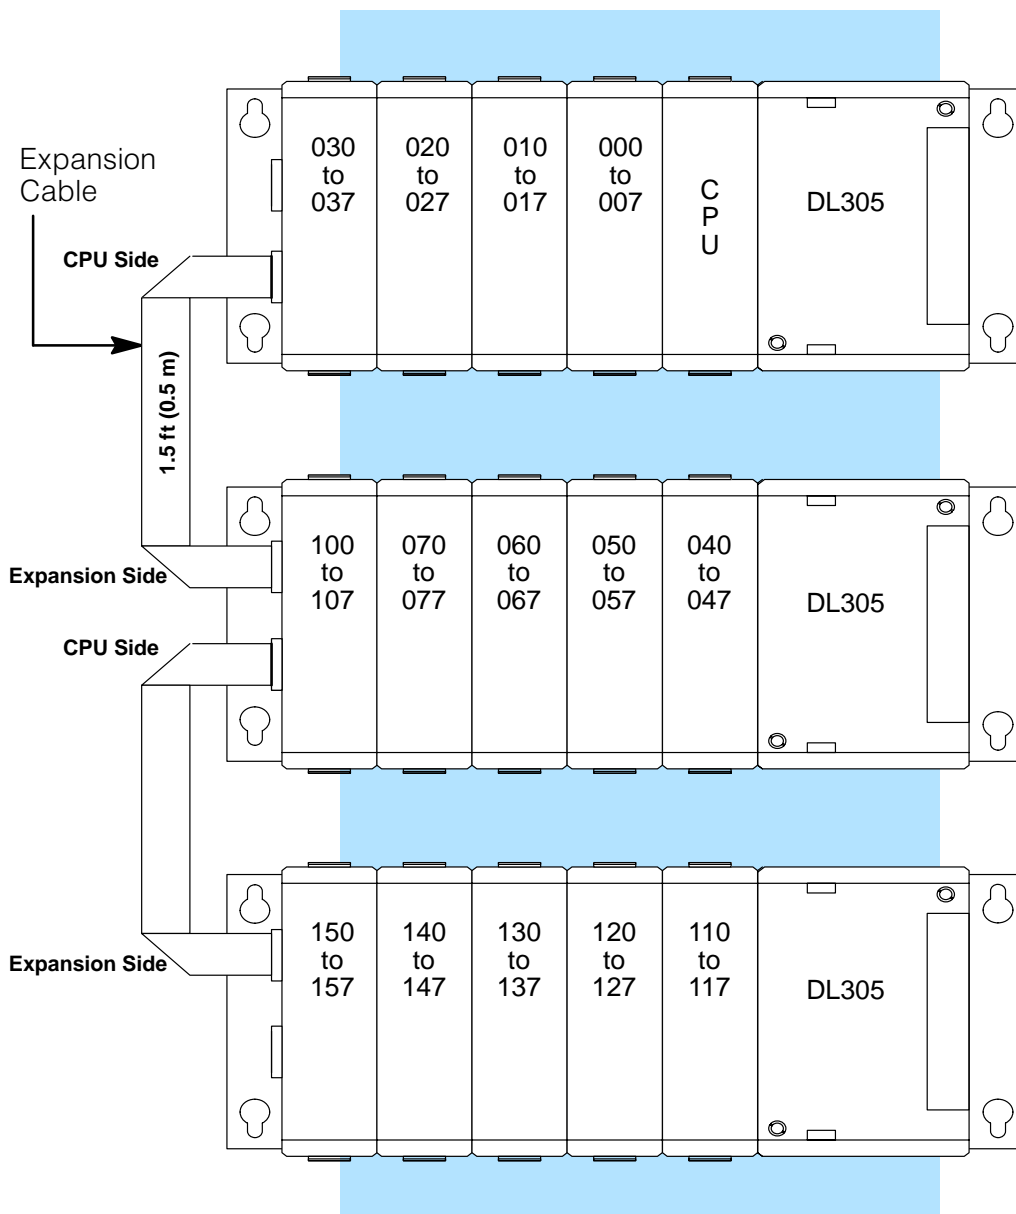 Expansion
Cable
CPU Side
1.5 ft (0.5 m)
030
to
037
020
to
027
010
to
017
000
to
007
C
P
U
DL305
Expansion Side
CPU Side
100
to
107
070
to
077
060
to
067
050
to
057
040
to
047
DL305
Expansion Side
150
to
157
140
to
147
130
to
137
120
to
127
110
to
117
DL305